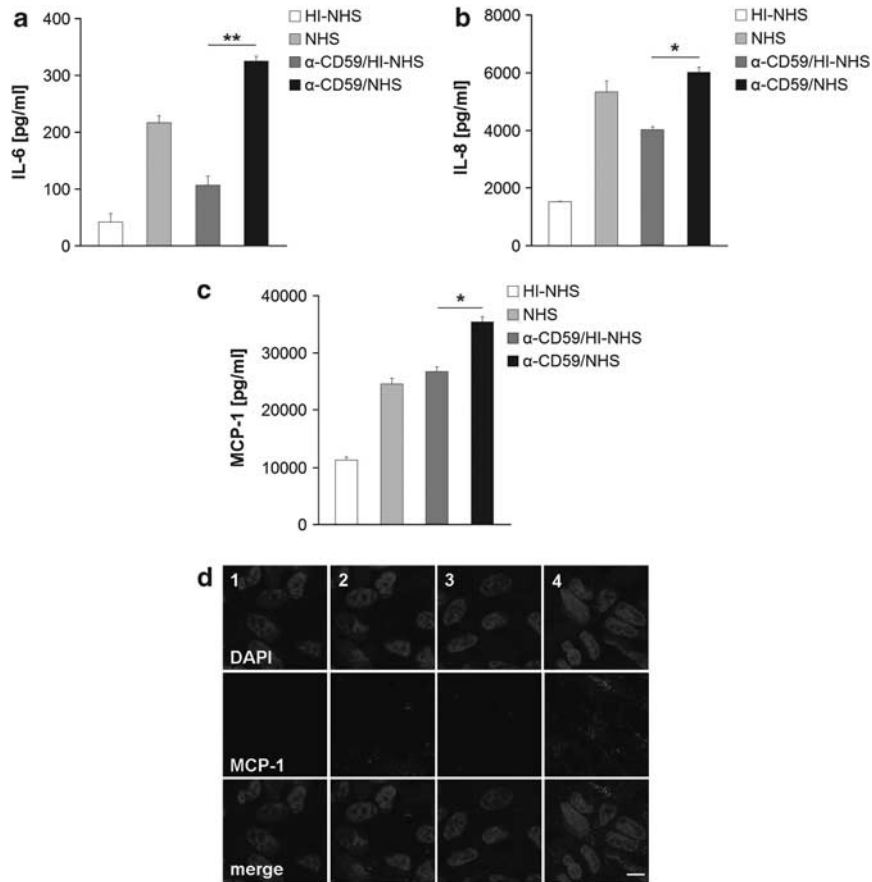 a
IL-6 [pg/ml]
400
300
200
100
0
**
HI-NHS
NHS
α-CD59/HI-NHS
α-CD59/NHS
b
IL-8 [pg/ml]
8000
6000
4000
2000
0
*
HI-NHS
NHS
α-CD59/HI-NHS
α-CD59/NHS
c
MCP-1 [pg/ml]
40000
30000
20000
10000
0
*
HI-NHS
NHS
α-CD59/HI-NHS
α-CD59/NHS
d
1 2 3 4
DAPI
MCP-1
merge